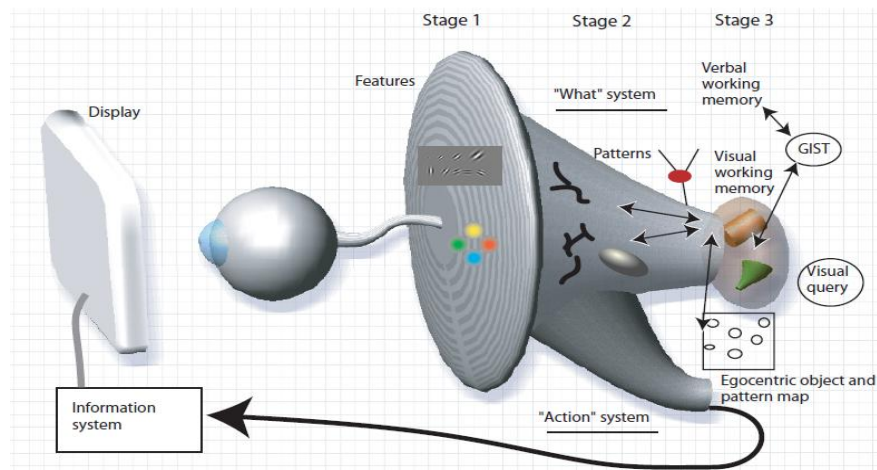 Stage 1
Stage 2
Stage 3
Features
Display
"What" system
Verbal
working
memory
GIST
Patterns
Visual
working
memory
Visual
query
Egocentric object and
pattern map
Information
system
"Action" system